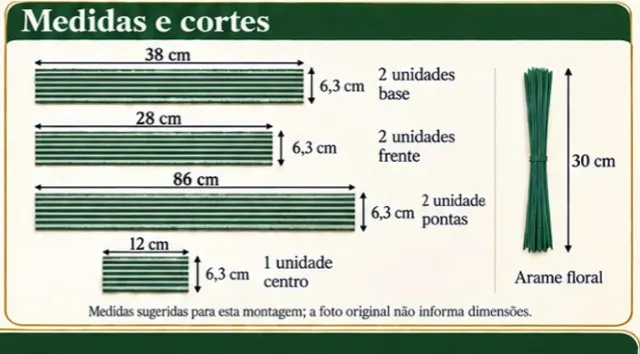 Medidas e cortes
38 cm
6,3 cm
2 unidades
base
28 cm
6,3 cm
2 unidades
frente
86 cm
6,3 cm
2 unidade
pontas
12 cm
6,3 cm
1 unidade
centro
30 cm
Arame floral
Medidas sugeridas para esta montagem; a foto original não informa dimensões.